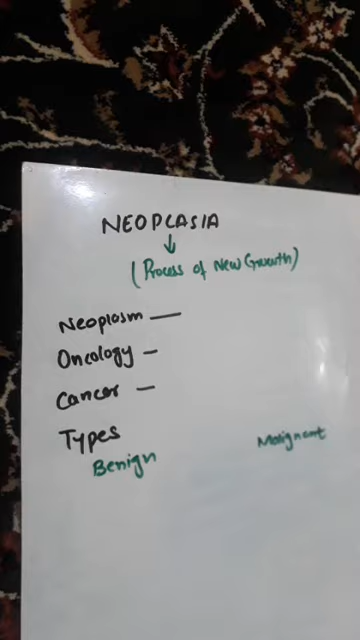 NEOPLASIA
↓
(Process of New Growth)
Neoplasm —
Oncology –
Cancer –
Types
Benign Malignant